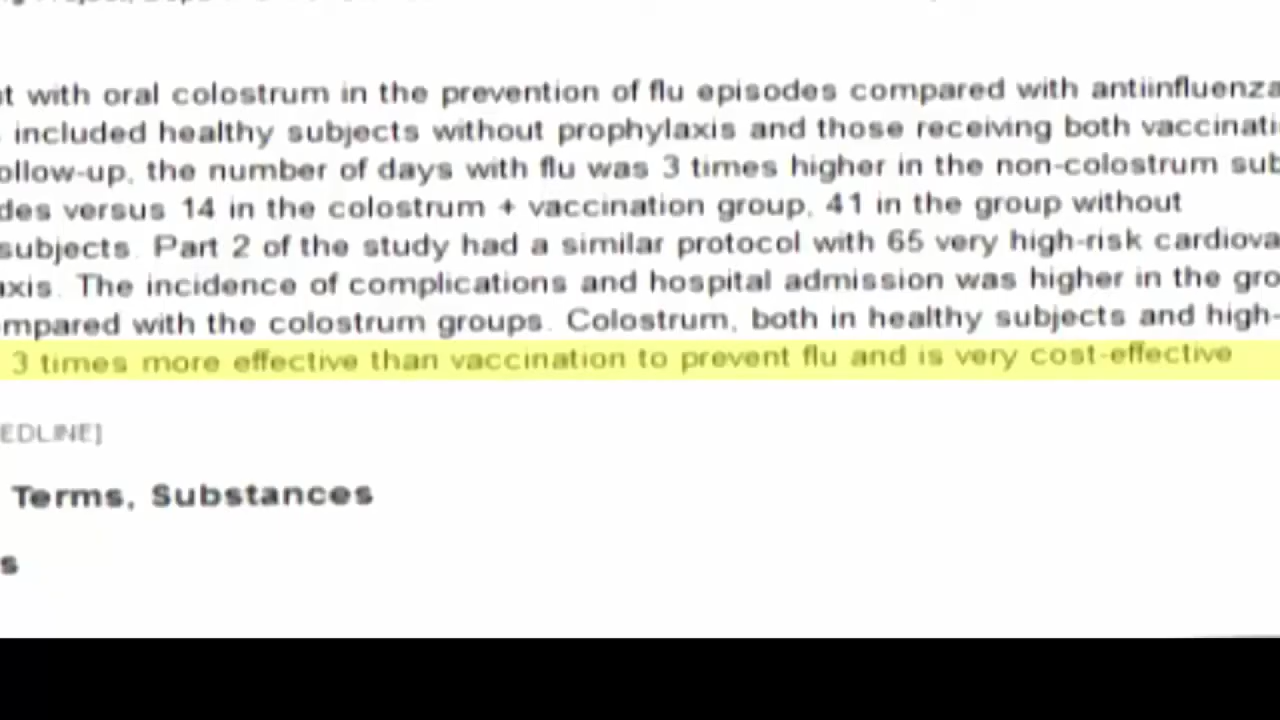 t with oral colostrum in the prevention of flu episodes compared with antiinfluenza
included healthy subjects without prophylaxis and those receiving both vaccinati
ollow-up, the number of days with flu was 3 times higher in the non-colostrum sub
des versus 14 in the colostrum + vaccination group, 41 in the group without
subjects. Part 2 of the study had a similar protocol with 65 very high-risk cardiova
axis. The incidence of complications and hospital admission was higher in the gro
mpared with the colostrum groups. Colostrum, both in healthy subjects and high-
3 times more effective than vaccination to prevent flu and is very cost-effective
EDLINE]
Terms, Substances
s